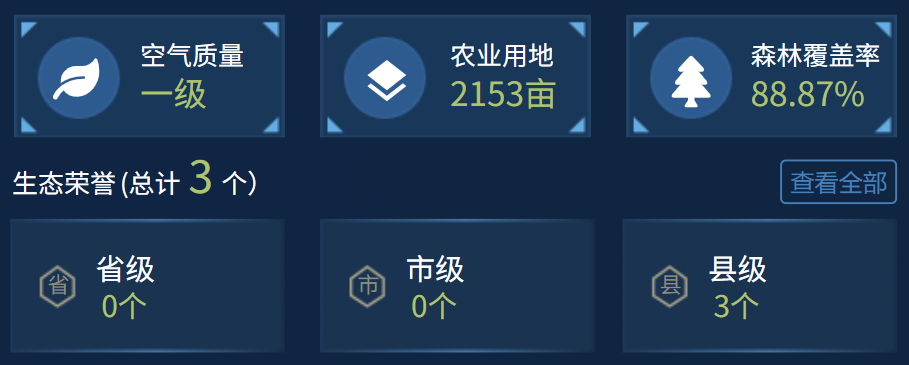 空气质量
一级
农业用地
2153亩
森林覆盖率
88.87%
生态荣誉(总计 3 个）
查看全部
省
省级
0个
市
市级
0个
县
县级
3个